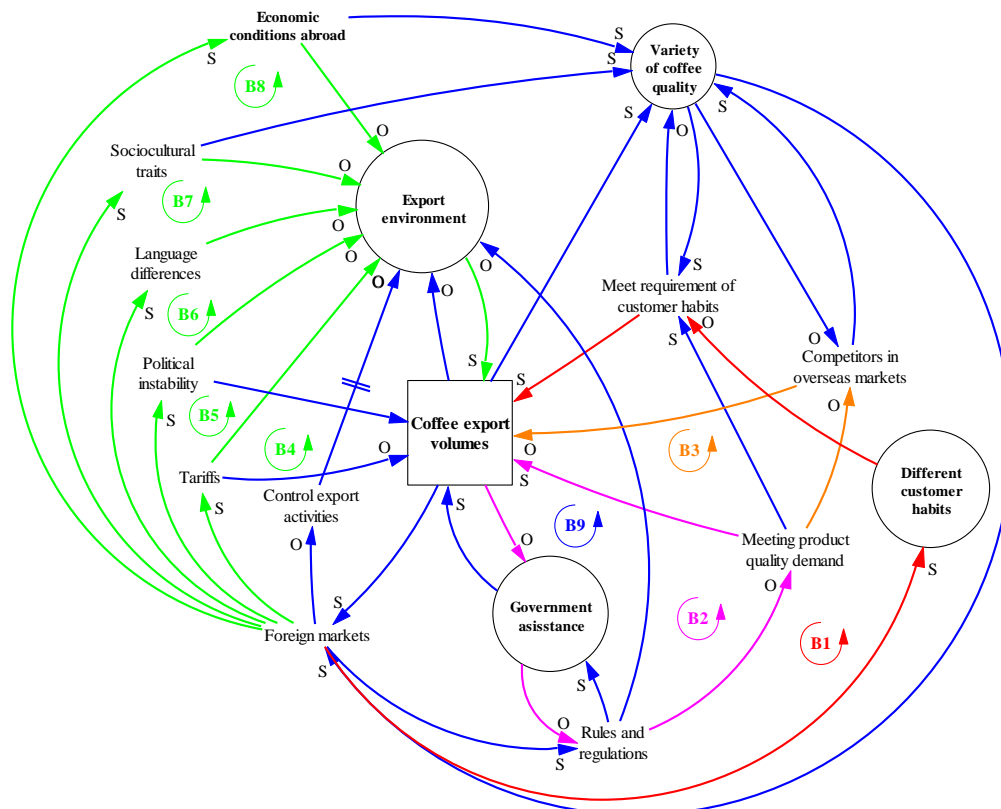 Economic
conditions abroad
S
S
S
Variety
of coffee
quality
B8
S
S
O
O
Sociocultural
traits
O
O
S
B7
Export
environment
O
O
Language
differences
O
O
O
O
S
S
Meet requirement of
customer habits
S
B6
S
O
O
Competitors in
overseas markets
Political
instability
S
S
S
B5
O
Coffee export
volumes
O
B4
O
B3
Tariffs
S
S
Different
customer
habits
Control export
activities
S
O
O
B9
Meeting product
quality demand
S
O
Government
asisstance
S
B2
B1
Foreign markets
S
S
S
O
Rules and
regulations
S